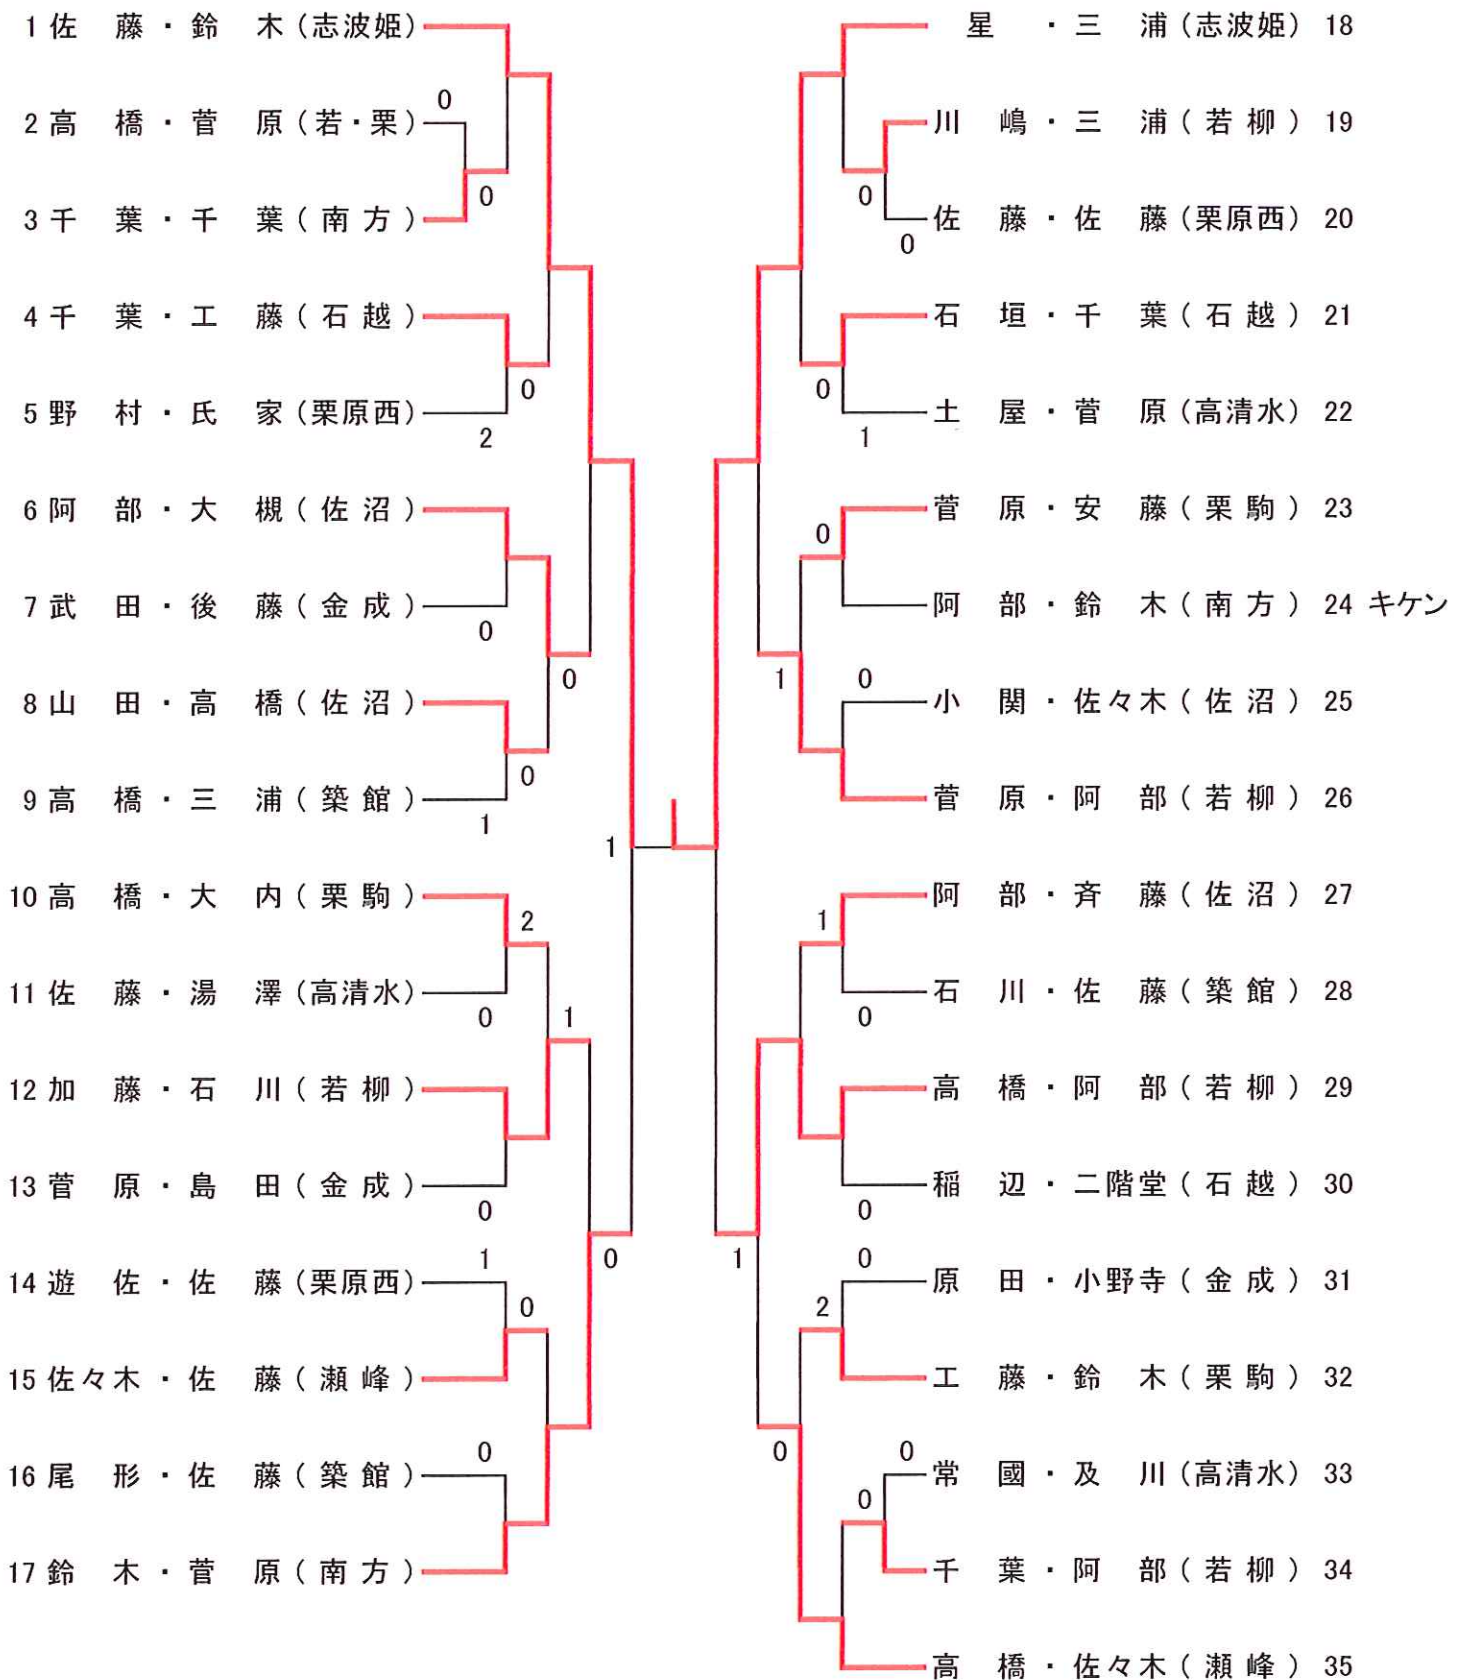 1 佐 藤・鈴 木(志波姫)
0
2 高 橋・菅 原(若・栗)
0
3 千 葉・千 葉(南方)
4 千 葉・工 藤(石越)
0
5 野 村・氏 家(栗原西)
2
6 阿 部・大 槻(佐沼)
7 武 田・後 藤(金成)
0
0
8 山 田・高 橋(佐沼)
0
9 高 橋・三 浦(築館)
1
1
10 高 橋・大 内(栗駒)
2
11 佐 藤・湯 澤(高清水)
0
1
12 加 藤・石 川(若柳)
13 菅 原・島 田(金成)
0
0
1
14 遊 佐・佐 藤(栗原西)
0
15 佐々木・佐 藤(瀬峰)
0
16 尾 形・佐 藤(築館)
17 鈴 木・菅 原(南方)
星 ・三 浦(志波姫) 18
川 嶋・三 浦(若柳) 19
0
佐 藤・佐 藤(栗原西) 20
0
石 垣・千 葉(石越) 21
0
土 屋・菅 原(高清水) 22
1
菅 原・安 藤(栗駒) 23
0
阿 部・鈴 木(南方) 24 キケン
1
0
小 関・佐々木(佐沼) 25
菅 原・阿 部(若柳) 26
阿 部・斉 藤(佐沼) 27
1
石 川・佐 藤(築館) 28
0
高 橋・阿 部(若柳) 29
稲 辺・二階堂(石越) 30
0
1
0
原 田・小野寺(金成) 31
2
工 藤・鈴 木(栗駒) 32
0
0
常 國・及 川(高清水) 33
0
千 葉・阿 部(若柳) 34
高 橋・佐々木(瀬峰) 35